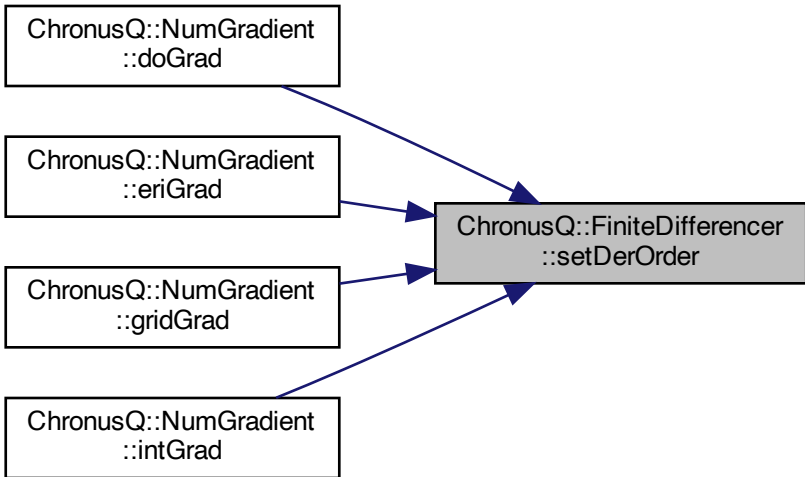 ChronusQ::NumGradient
::doGrad
ChronusQ::NumGradient
::eriGrad
ChronusQ::FiniteDifferencer
::setDerOrder
ChronusQ::NumGradient
::gridGrad
ChronusQ::NumGradient
::intGrad